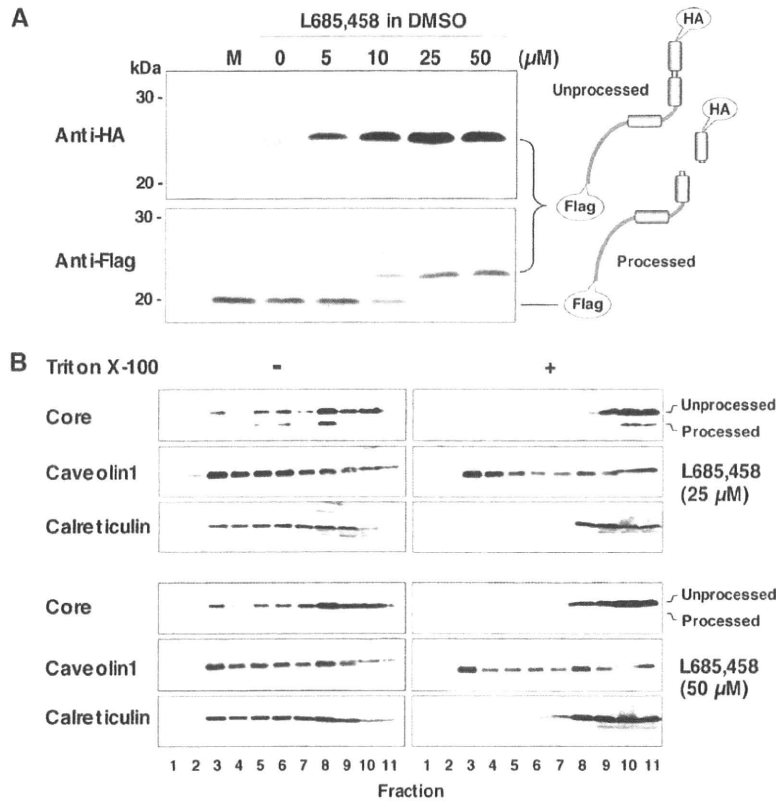 A
L685,458 in DMSO
M 0 5 10 25 50 (μM)
kDa
30 -
Anti-HA
20 -
30 -
Anti-Flag
20 -
HA
Unprocessed
HA
Flag
Processed
Flag
B Triton X-100 - +
Core
Unprocessed
Processed
Caveolin1
L685,458
(25 μM)
Calreticulin
Core
Unprocessed
Processed
Caveolin1
L685,458
(50 μM)
Calreticulin
1 2 3 4 5 6 7 8 9 10 11 1 2 3 4 5 6 7 8 9 10 11
Fraction